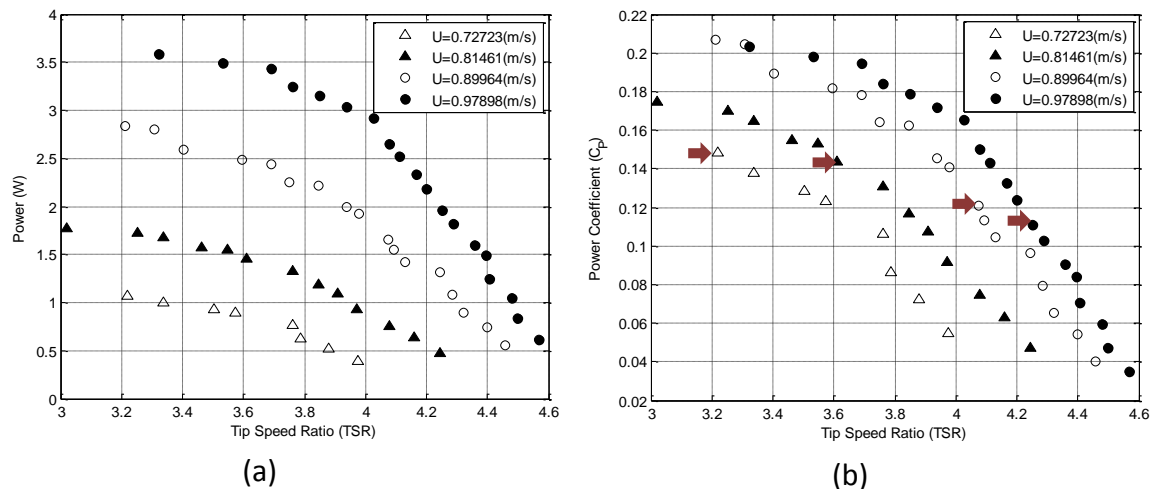 4
3.5
3
2.5
2
1.5
1
0.5
0
Power (W)
U=0.72723(m/s)
U=0.81461(m/s)
U=0.89964(m/s)
U=0.97898(m/s)
3 3.2 3.4 3.6 3.8 4 4.2 4.4 4.6
Tip Speed Ratio (TSR)
(a)
0.22
0.2
0.18
0.16
0.14
0.12
0.1
0.08
0.06
0.04
0.02
Power Coefficient (CP)
U=0.72723(m/s)
U=0.81461(m/s)
U=0.89964(m/s)
U=0.97898(m/s)
3 3.2 3.4 3.6 3.8 4 4.2 4.4 4.6
Tip Speed Ratio (TSR)
(b)